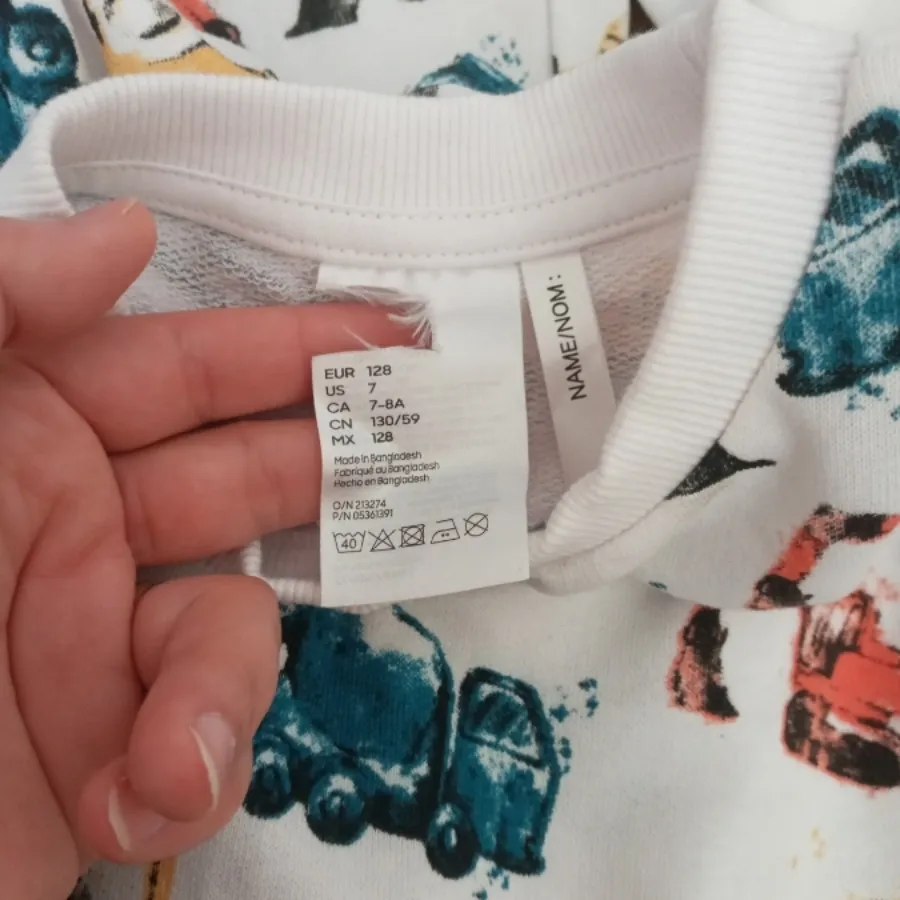 EUR 128
US 7
CA 7-8A
CN 130/59
MX 128
Made in Bangladesh
Fabriqué au Bangladesh
Hecho en Bangladesh
O/N 213274
P/N 05361391
40
NAME/NOM: